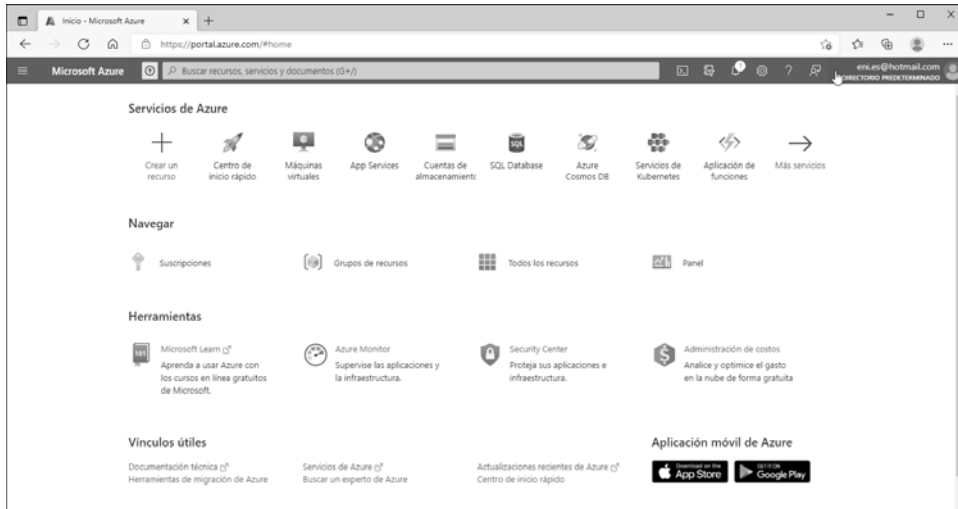 Inicio - Microsoft Azure
https://portal.azure.com/#home
Microsoft Azure
Buscar recursos, servicios y documentos (G+/)
1
eni.es@hotmail.com
DIRECTORIO PREDETERMINADO
Servicios de Azure
Crear un
recurso
Centro de
inicio rápido
Máquinas
virtuales
App Services
Cuentas de
almacenamiento
SQL
SQL Database
Azure
Cosmos DB
Servicios de
Kubernetes
Aplicación de
funciones
Más servicios
Navegar
Suscripciones
Grupos de recursos
Todos los recursos
Panel
Herramientas
101
Microsoft Learn
Aprenda a usar Azure con
los cursos en línea gratuitos
de Microsoft.
Azure Monitor
Supervise las aplicaciones y
la infraestructura.
Security Center
Proteja sus aplicaciones e
infraestructura.
Administración de costos
Analice y optimice el gasto
en la nube de forma gratuita
Vínculos útiles
Documentación técnica
Herramientas de migración de Azure
Servicios de Azure
Buscar un experto de Azure
Actualizaciones recientes de Azure
Centro de inicio rápido
Aplicación móvil de Azure
Download on the
App Store
GET IT ON
Google Play